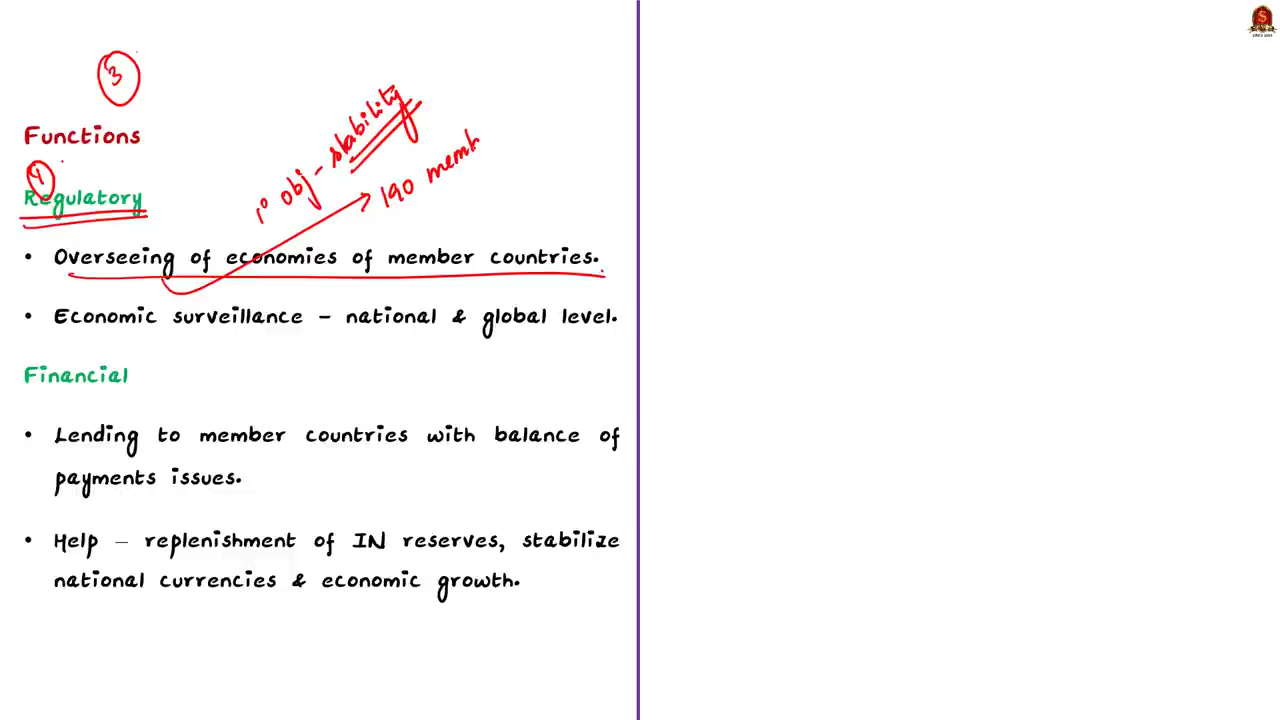 3
Functions
1° obj - stability
190 memb
Regulatory
• Overseeing of economies of member countries.
• Economic surveillance – national & global level.
Financial
• Lending to member countries with balance of
payments issues.
• Help – replenishment of IN reserves, stabilize
national currencies & economic growth.